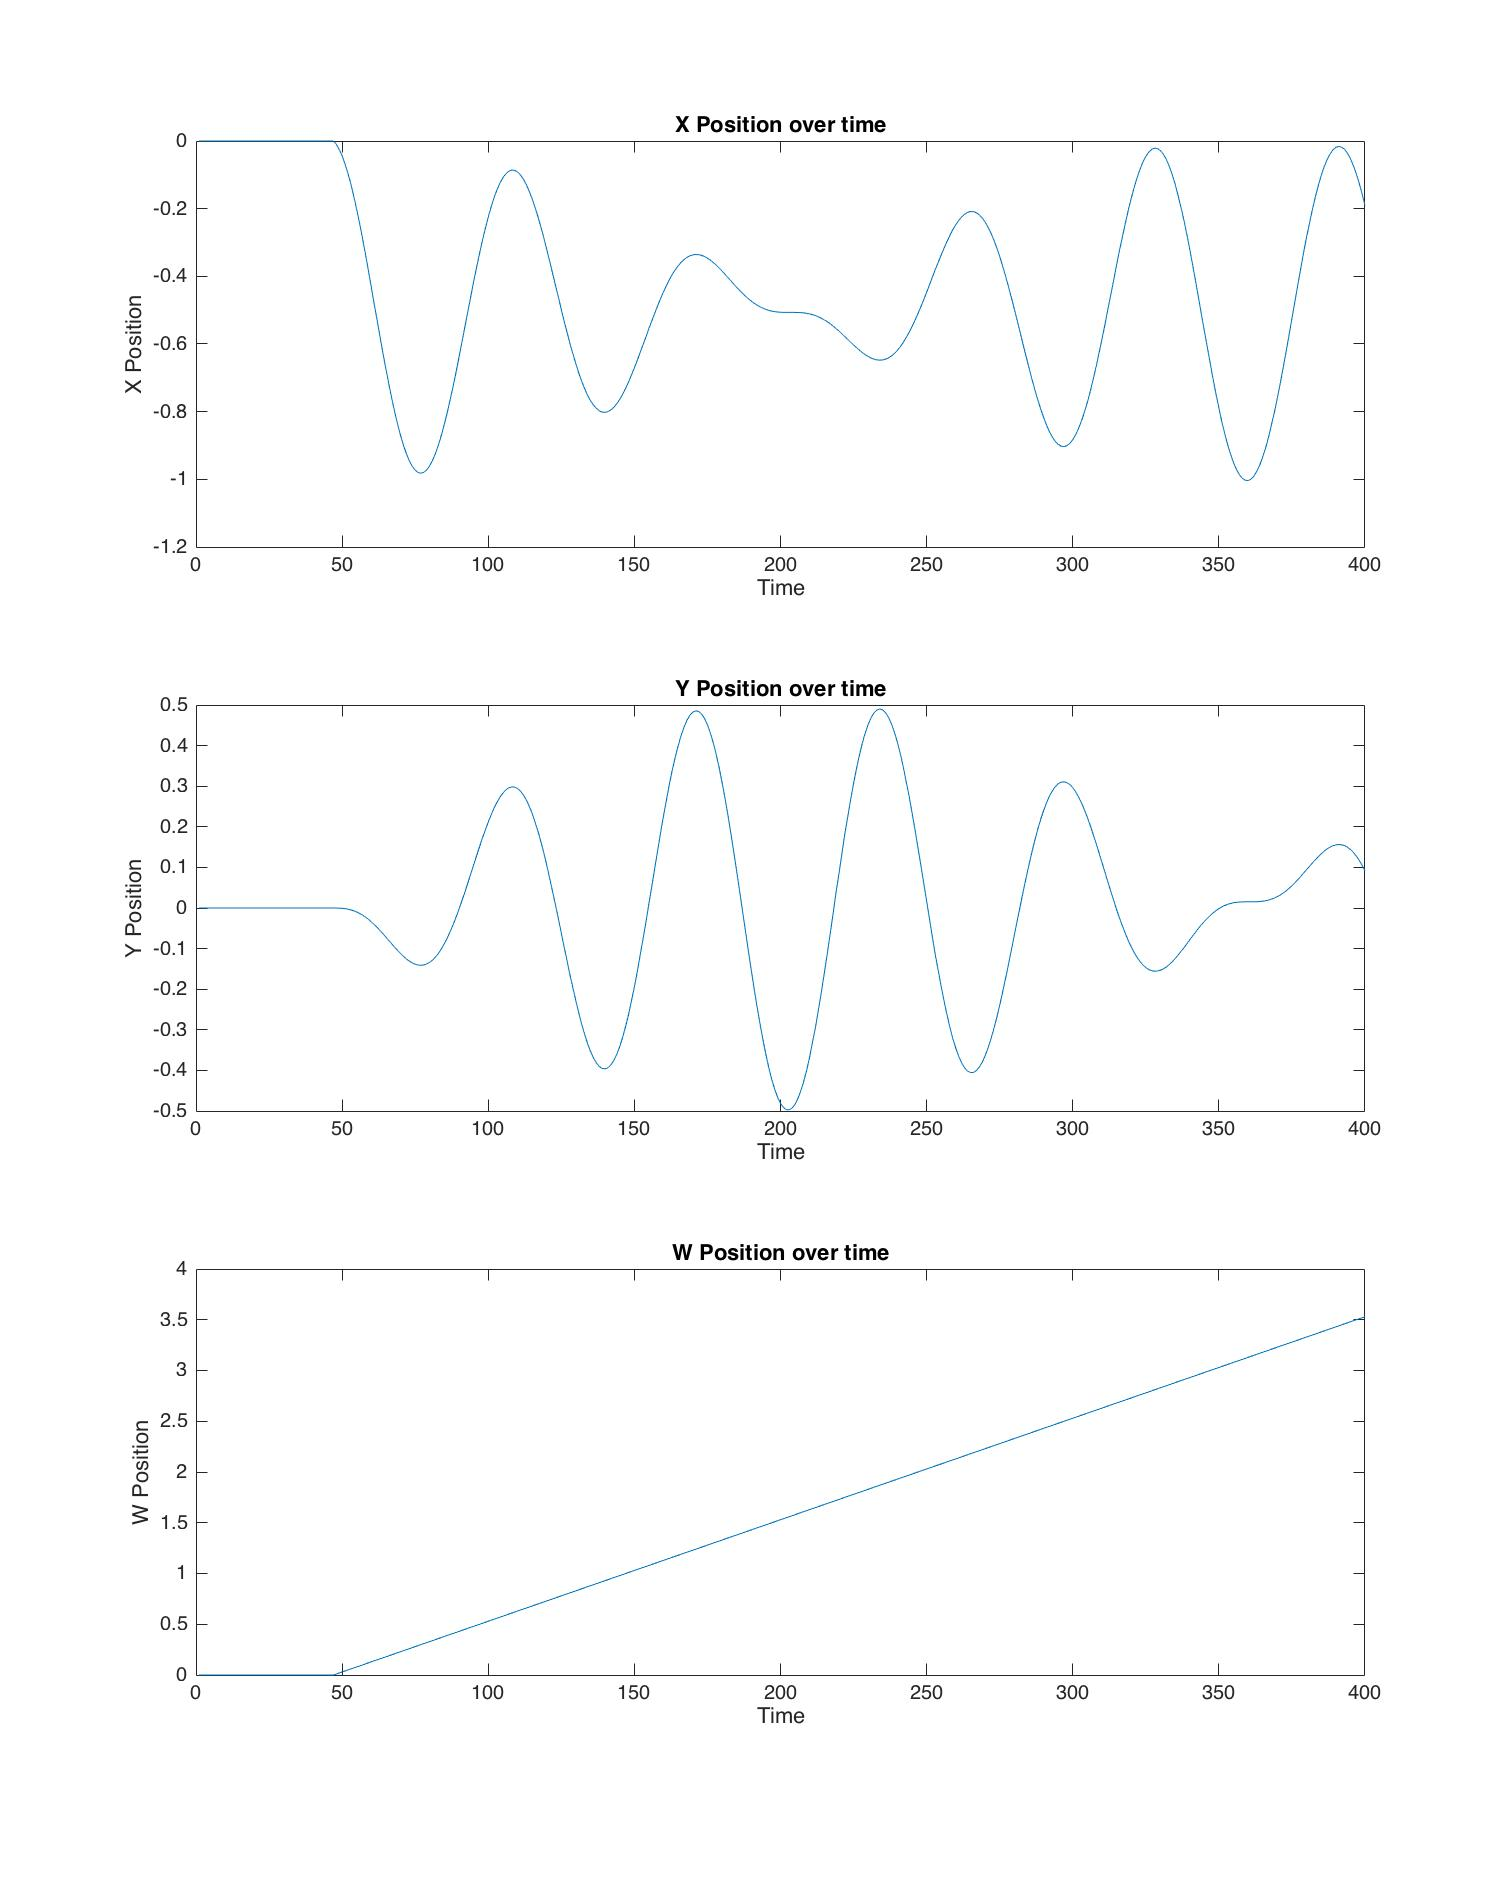 X Position over time
0
-0.2
-0.4
-0.6
-0.8
-1
-1.2
X Position
0 50 100 150 200 250 300 350 400
Time
Y Position over time
0.5
0.4
0.3
0.2
0.1
0
-0.1
-0.2
-0.3
-0.4
-0.5
Y Position
0 50 100 150 200 250 300 350 400
Time
W Position over time
4
3.5
3
2.5
2
1.5
1
0.5
0
W Position
0 50 100 150 200 250 300 350 400
Time